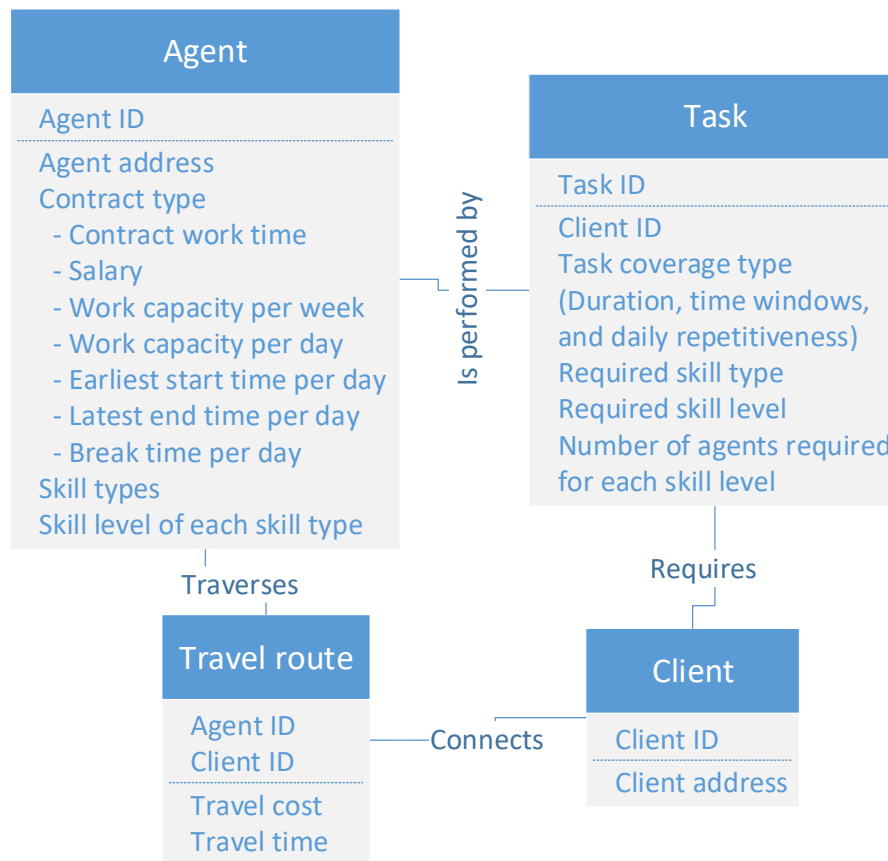 Agent
Agent ID
Agent address
Contract type
- Contract work time
- Salary
- Work capacity per week
- Work capacity per day
- Earliest start time per day
- Latest end time per day
- Break time per day
Skill types
Skill level of each skill type
Is performed by
Task
Task ID
Client ID
Task coverage type
(Duration, time windows,
and daily repetitiveness)
Required skill type
Required skill level
Number of agents required
for each skill level
Traverses
Requires
Travel route
Agent ID
Client ID
Travel cost
Travel time
Connects
Client
Client ID
Client address